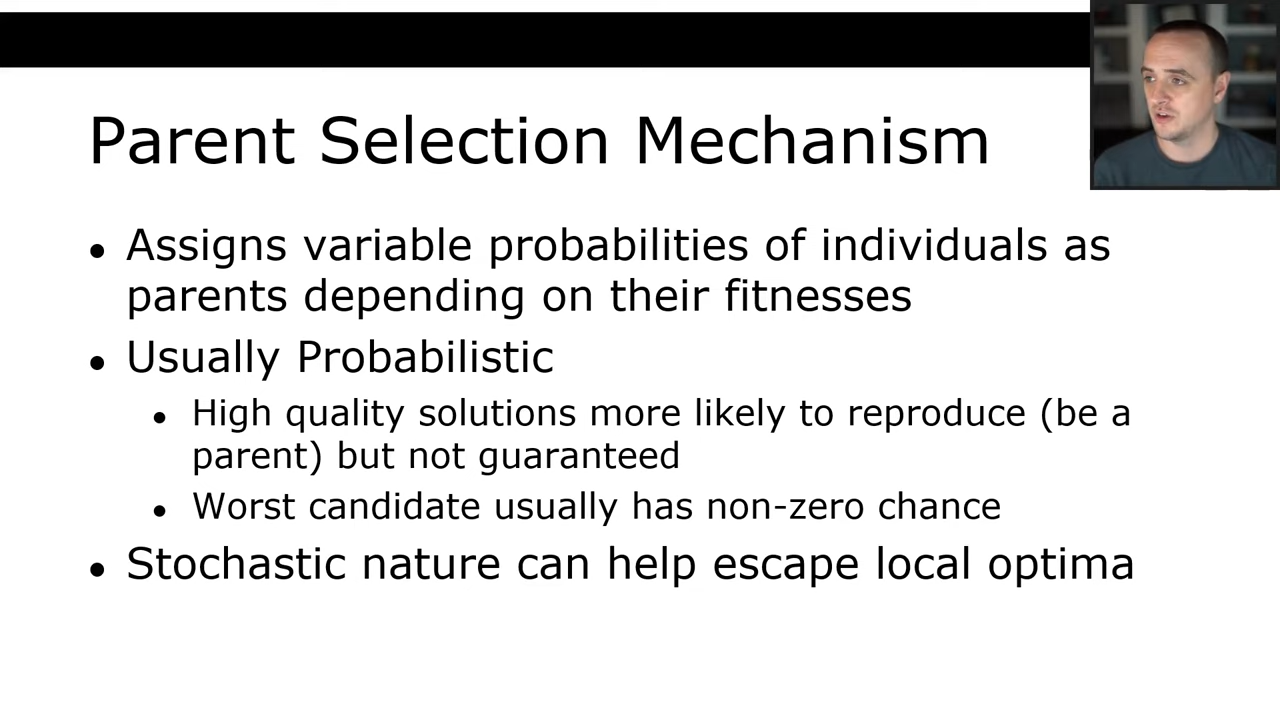 Parent Selection Mechanism
● Assigns variable probabilities of individuals as
parents depending on their fitnesses
● Usually Probabilistic
● High quality solutions more likely to reproduce (be a
parent) but not guaranteed
● Worst candidate usually has non-zero chance
● Stochastic nature can help escape local optima